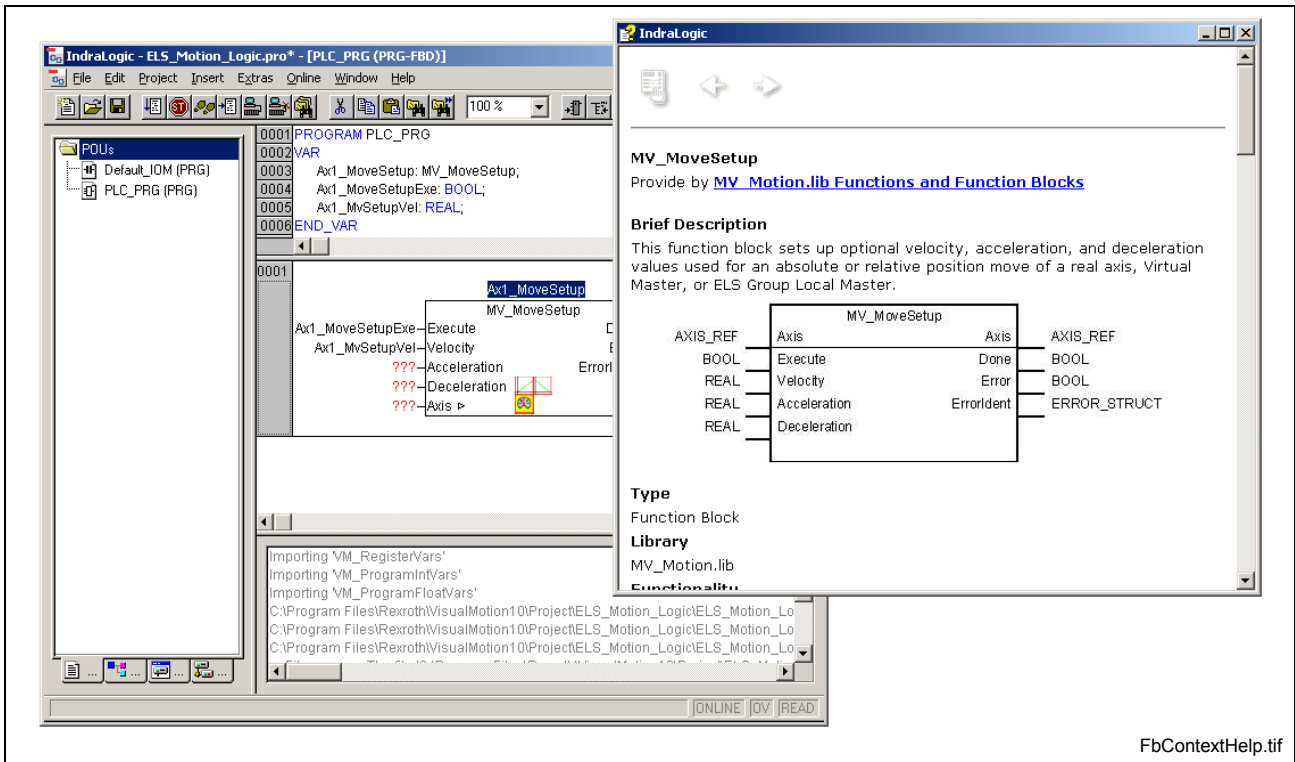 IndraLogic - ELS_Motion_Logic.pro* - [PLC_PRG (PRG-FBD)]
File Edit Project Insert Extras Online Window Help
100 %
POUs
Default_IOM (PRG)
PLC_PRG (PRG)
0001 PROGRAM PLC_PRG
0002 VAR
0003 Ax1_MoveSetup: MV_MoveSetup;
0004 Ax1_MoveSetupExe: BOOL;
0005 Ax1_MvSetupVel: REAL;
0006 END_VAR
0001
Ax1_MoveSetup
MV_MoveSetup
Ax1_MoveSetupExe Execute
Ax1_MvSetupVel Velocity
??? Acceleration ErrorI
??? Deceleration
??? Axis
Importing 'VM_RegisterVars'
Importing 'VM_ProgramIntVars'
Importing 'VM_ProgramFloatVars'
C:\Program Files\Rexroth\VisualMotion10\Project\ELS_Motion_Logic\ELS_Motion_Lo
C:\Program Files\Rexroth\VisualMotion10\Project\ELS_Motion_Logic\ELS_Motion_Lo
C:\Program Files\Rexroth\VisualMotion10\Project\ELS_Motion_Logic\ELS_Motion_Lo
... ... ... ...
ONLINE OV READ
IndraLogic
MV_MoveSetup
Provide by MV_Motion.lib Functions and Function Blocks
Brief Description
This function block sets up optional velocity, acceleration, and deceleration
values used for an absolute or relative position move of a real axis, Virtual
Master, or ELS Group Local Master.
MV_MoveSetup
AXIS_REF Axis Axis AXIS_REF
BOOL Execute Done BOOL
REAL Velocity Error BOOL
REAL Acceleration ErrorIdent ERROR_STRUCT
REAL Deceleration
Type
Function Block
Library
MV_Motion.lib
Functionality
FbContextHelp.tif